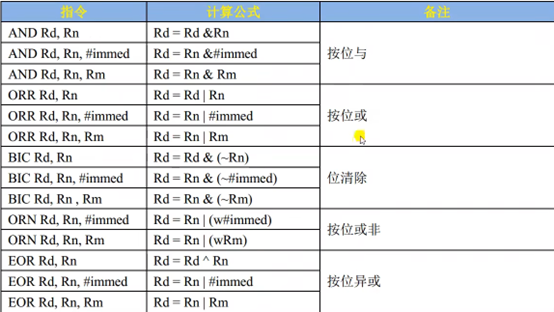 指令 计算公式 备注
AND Rd, Rn Rd = Rd &Rn
AND Rd, Rn, #immed Rd = Rn &#immed 按位与
AND Rd, Rn, Rm Rd = Rn & Rm
ORR Rd, Rn Rd = Rd | Rn
ORR Rd, Rn, #immed Rd = Rn | #immed 按位或
ORR Rd, Rn, Rm Rd = Rn | Rm
BIC Rd, Rn Rd = Rd & (~Rn)
BIC Rd, Rn, #immed Rd = Rn & (~#immed) 位清除
BIC Rd, Rn , Rm Rd = Rn & (~Rm)
ORN Rd, Rn, #immed Rd = Rn | (w#immed) 按位或非
ORN Rd, Rn, Rm Rd = Rn | (wRm)
EOR Rd, Rn Rd = Rd ^ Rn
EOR Rd, Rn, #immed Rd = Rn | #immed 按位异或
EOR Rd, Rn, Rm Rd = Rn | Rm